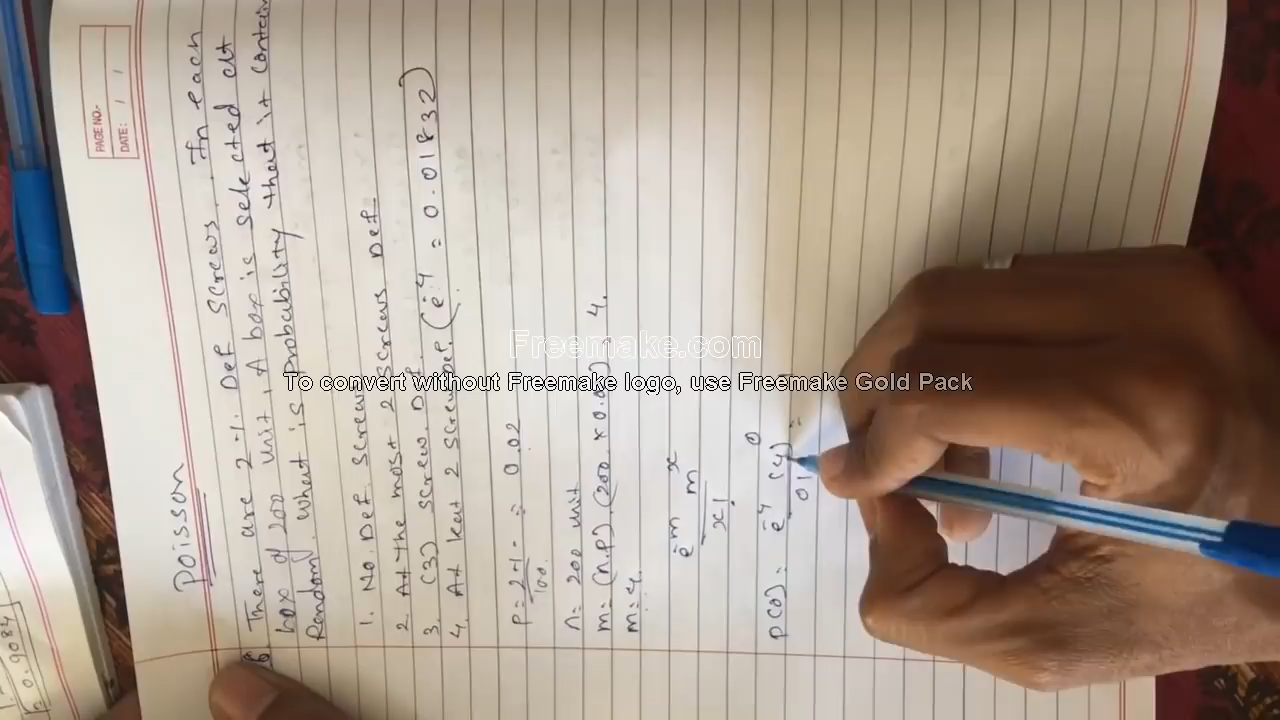 PAGE NO.
DATE: / /
Poisson
Q There are 2 % Def screws. In each
box of 200 unit, A box is selected at
Random, what is probability that it contain
1. No. Def screws
2. At the most 2 screws Def
3. (3) screw. Def.
4. At least 2 screw Def. (e^-4 = 0.01832)
P = 2% / 100 = 0.02
n = 200 unit
m = (n.p) (200 × 0.02) 4.
m = 4.
e^-m m^x / x!
P(0) = e^-4 (4)^0 / 0! =
0.9084
Freemake.com
To convert without Freemake logo, use Freemake Gold Pack